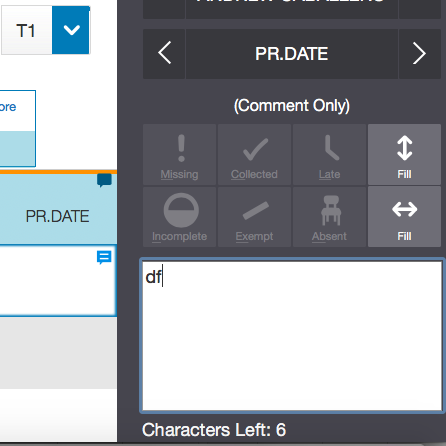 T1
PR.DATE
ore
(Comment Only)
Missing
Collected
Late
Fill
PR.DATE
Incomplete
Exempt
Absent
Fill
df
Characters Left: 6